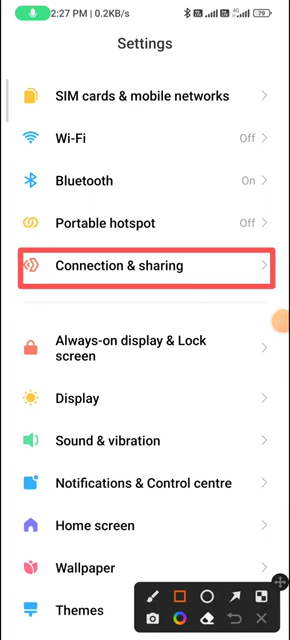 2:27 PM | 0.2KB/s
4G
79
Settings
SIM cards & mobile networks
Wi-Fi Off
Bluetooth On
Portable hotspot Off
Connection & sharing
Always-on display & Lock
screen
Display
Sound & vibration
Notifications & Control centre
Home screen
Wallpaper
Themes